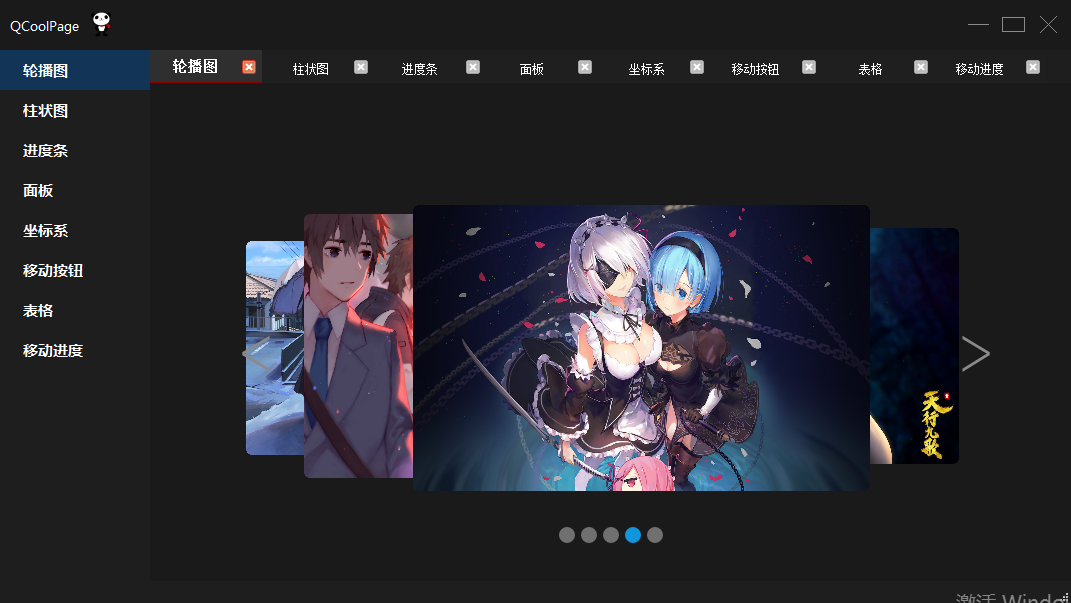 QCoolPage
轮播图
柱状图
进度条
面板
坐标系
移动按钮
表格
移动进度
轮播图
柱状图
进度条
面板
坐标系
移动按钮
表格
移动进度
天行九歌
激活 Windo